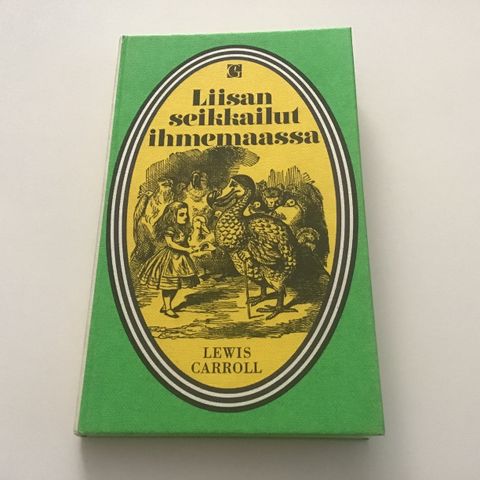 Liisan
seikkailut
ihmemaassa
LEWIS
CARROLL